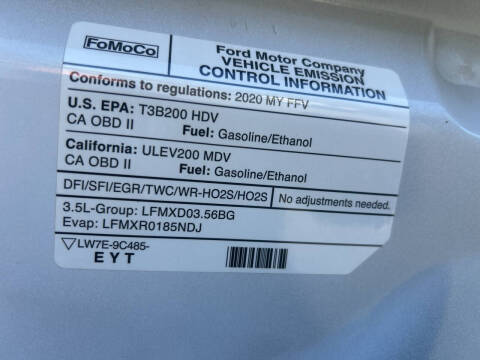 FoMoCo
Ford Motor Company
VEHICLE EMISSION
CONTROL INFORMATION
Conforms to regulations: 2020 MY FFV
U.S. EPA: T3B200 HDV
CA OBD II Fuel: Gasoline/Ethanol
California: ULEV200 MDV
CA OBD II Fuel: Gasoline/Ethanol
DFI/SFI/EGR/TWC/WR-HO2S/HO2S No adjustments needed.
3.5L-Group: LFMXD03.56BG
Evap: LFMXR0185NDJ
LW7E-9C485-
EYT